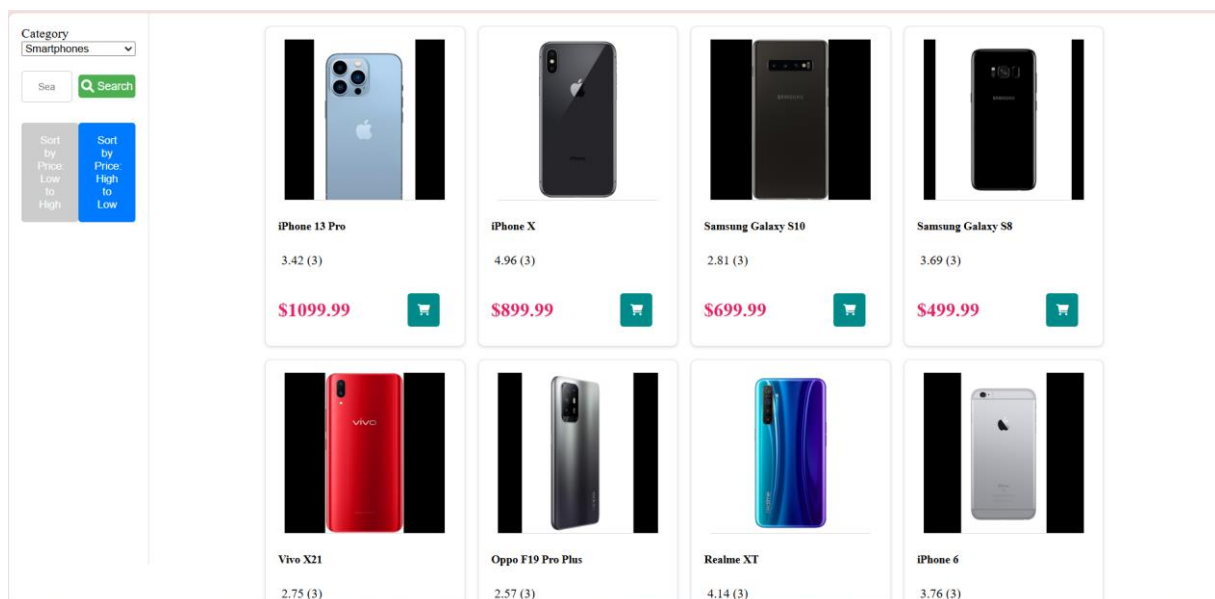 Category
Smartphones
Sea
Search
Sort
by
Price:
Low
to
High
Sort
by
Price:
High
to
Low
iPhone 13 Pro
3.42 (3)
$1099.99
iPhone X
4.96 (3)
$899.99
SAMSUNG
Samsung Galaxy S10
2.81 (3)
$699.99
Samsung Galaxy S8
3.69 (3)
$499.99
vivo
Vivo X21
2.75 (3)
Oppo F19 Pro Plus
2.57 (3)
realme
Realme XT
4.14 (3)
iPhone 6
3.76 (3)